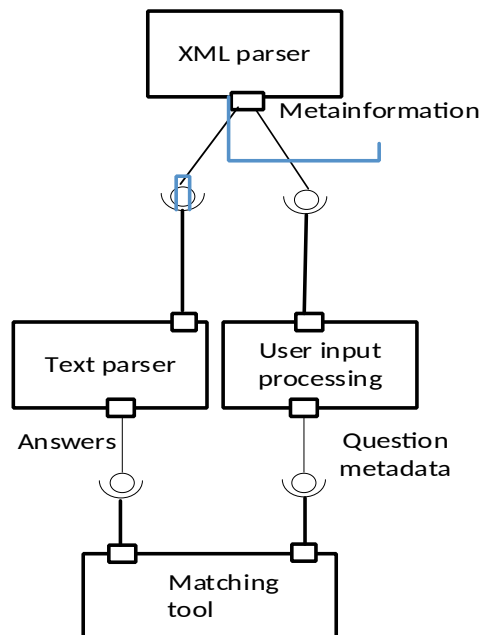 XML parser
Metainformation
Text parser
User input
processing
Answers
Question
metadata
Matching
tool